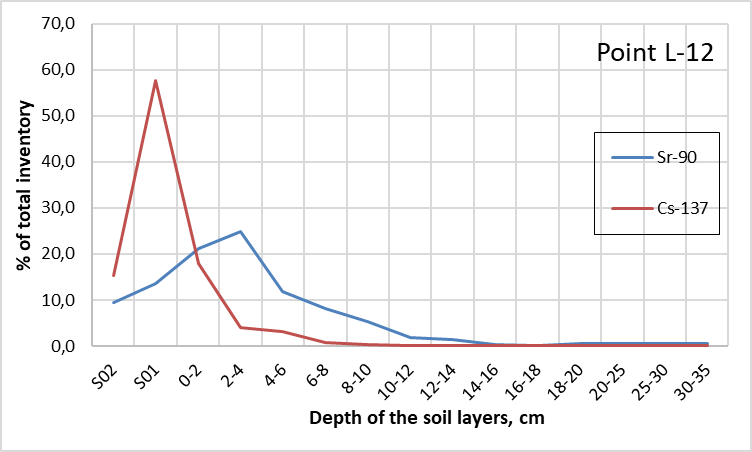 Point L-12
70,0
60,0
50,0
40,0
30,0
20,0
10,0
0,0
% of total inventory
Sr-90
Cs-137
S02 S01 0-2 2-4 4-6 6-8 8-10 10-12 12-14 14-16 16-18 18-20 20-25 25-30 30-35
Depth of the soil layers, cm